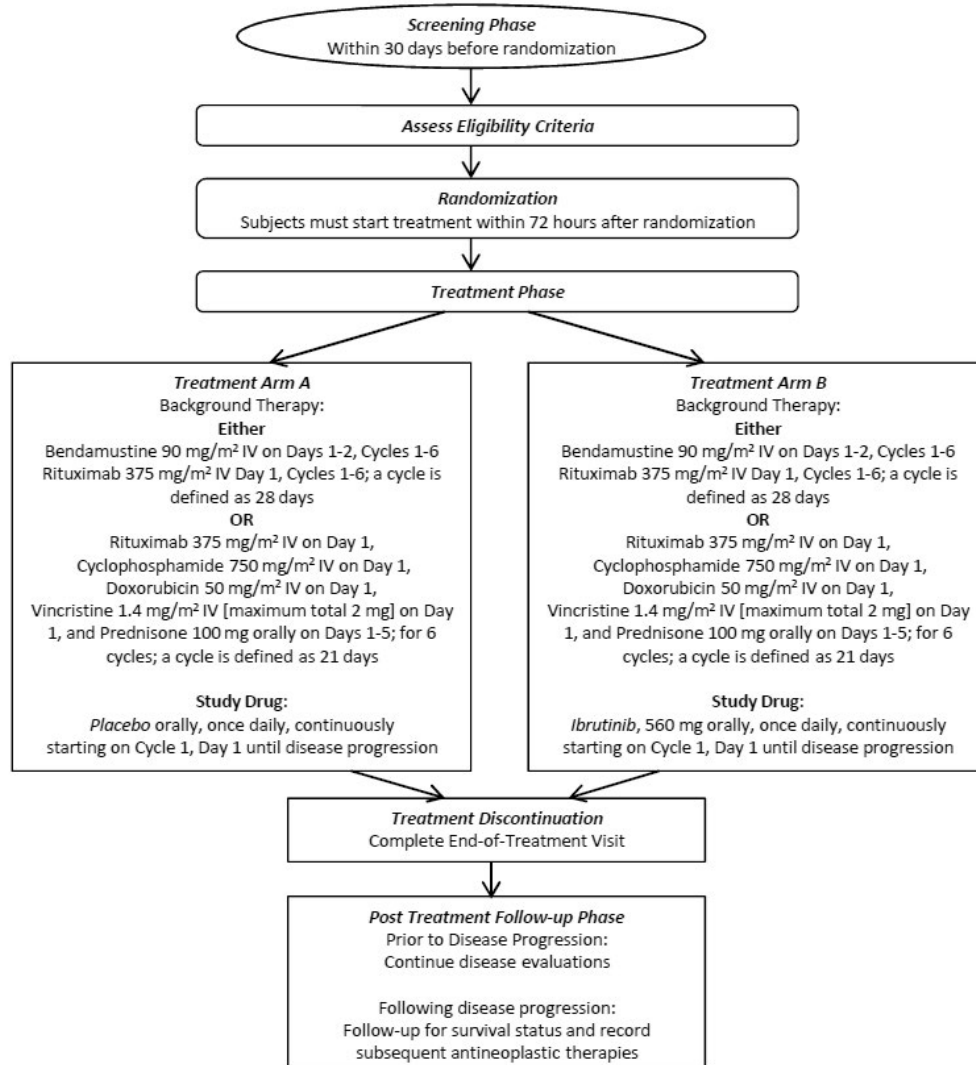 Screening Phase
Within 30 days before randomization
Assess Eligibility Criteria
Randomization
Subjects must start treatment within 72 hours after randomization
Treatment Phase
Treatment Arm A
Background Therapy:
Either
Bendamustine 90 mg/m² IV on Days 1-2, Cycles 1-6
Rituximab 375 mg/m² IV Day 1, Cycles 1-6; a cycle is
defined as 28 days
OR
Rituximab 375 mg/m² IV on Day 1,
Cyclophosphamide 750 mg/m² IV on Day 1,
Doxorubicin 50 mg/m² IV on Day 1,
Vincristine 1.4 mg/m² IV [maximum total 2 mg] on Day
1, and Prednisone 100 mg orally on Days 1-5; for 6
cycles; a cycle is defined as 21 days
Study Drug:
Placebo orally, once daily, continuously
starting on Cycle 1, Day 1 until disease progression
Treatment Arm B
Background Therapy:
Either
Bendamustine 90 mg/m² IV on Days 1-2, Cycles 1-6
Rituximab 375 mg/m² IV Day 1, Cycles 1-6; a cycle is
defined as 28 days
OR
Rituximab 375 mg/m² IV on Day 1,
Cyclophosphamide 750 mg/m² IV on Day 1,
Doxorubicin 50 mg/m² IV on Day 1,
Vincristine 1.4 mg/m² IV [maximum total 2 mg] on Day
1, and Prednisone 100 mg orally on Days 1-5; for 6
cycles; a cycle is defined as 21 days
Study Drug:
Ibrutinib, 560 mg orally, once daily, continuously
starting on Cycle 1, Day 1 until disease progression
Treatment Discontinuation
Complete End-of-Treatment Visit
Post Treatment Follow-up Phase
Prior to Disease Progression:
Continue disease evaluations
Following disease progression:
Follow-up for survival status and record
subsequent antineoplastic therapies